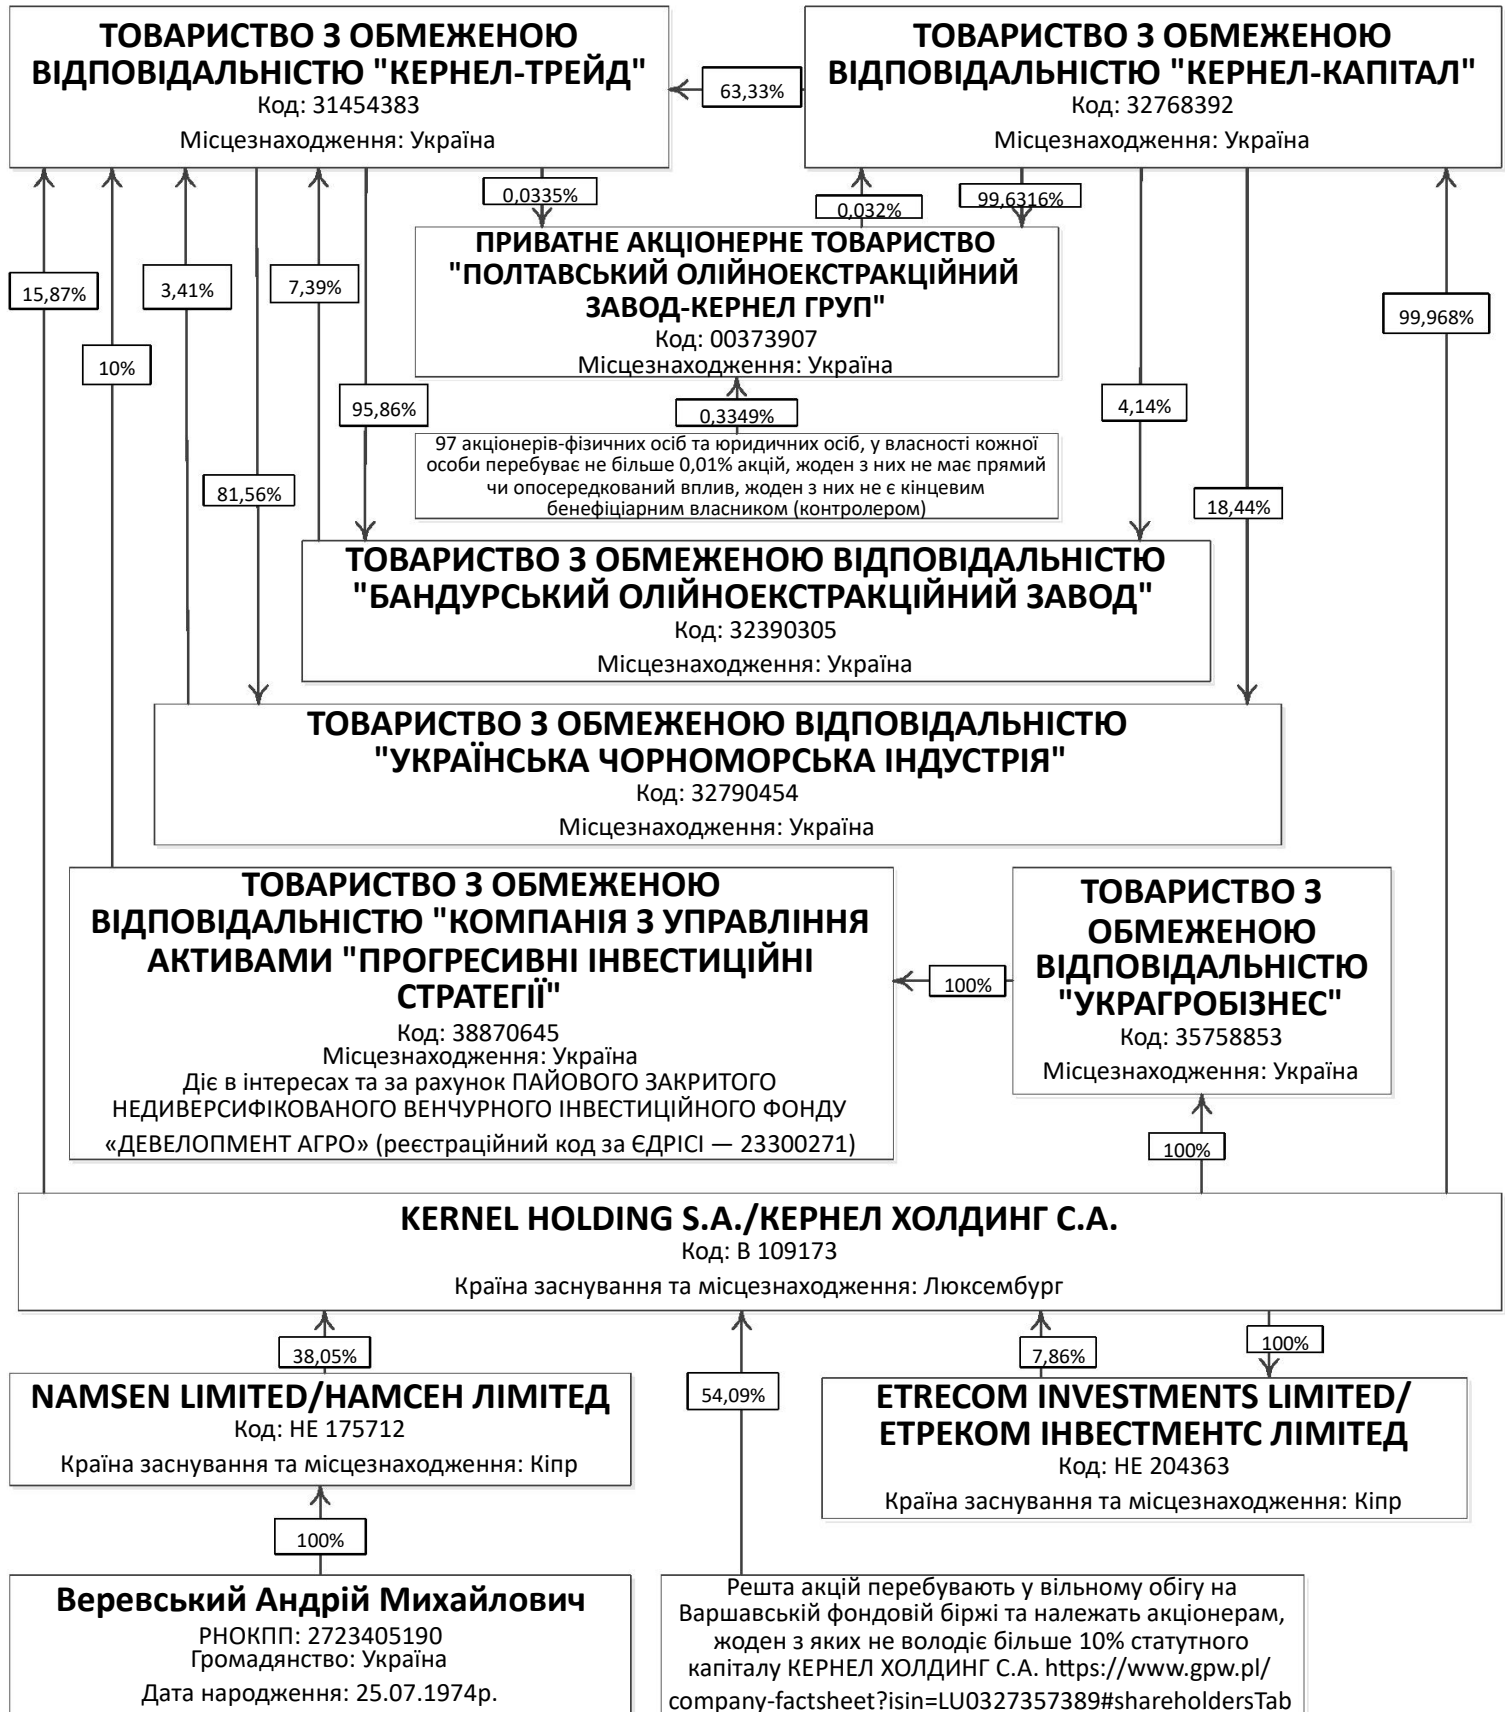 ТОВАРИСТВО З ОБМЕЖЕНОЮ
ВІДПОВІДАЛЬНІСТЮ "КЕРНЕЛ-ТРЕЙД"
Код: 31454383
Місцезнаходження: Україна
63,33%
ТОВАРИСТВО З ОБМЕЖЕНОЮ
ВІДПОВІДАЛЬНІСТЮ "КЕРНЕЛ-КАПІТАЛ"
Код: 32768392
Місцезнаходження: Україна
0,0335%
0,032%
99,6316%
15,87%
10%
3,41%
81,56%
7,39%
95,86%
4,14%
18,44%
99,968%
ПРИВАТНЕ АКЦІОНЕРНЕ ТОВАРИСТВО
"ПОЛТАВСЬКИЙ ОЛІЙНОЕКСТРАКЦІЙНИЙ
ЗАВОД-КЕРНЕЛ ГРУП"
Код: 00373907
Місцезнаходження: Україна
0,3349%
97 акціонерів-фізичних осіб та юридичних осіб, у власності кожної
особи перебуває не більше 0,01% акцій, жоден з них не має прямий
чи опосередкований вплив, жоден з них не є кінцевим
бенефіціарним власником (контролером)
ТОВАРИСТВО З ОБМЕЖЕНОЮ ВІДПОВІДАЛЬНІСТЮ
"БАНДУРСЬКИЙ ОЛІЙНОЕКСТРАКЦІЙНИЙ ЗАВОД"
Код: 32390305
Місцезнаходження: Україна
ТОВАРИСТВО З ОБМЕЖЕНОЮ ВІДПОВІДАЛЬНІСТЮ
"УКРАЇНСЬКА ЧОРНОМОРСЬКА ІНДУСТРІЯ"
Код: 32790454
Місцезнаходження: Україна
ТОВАРИСТВО З ОБМЕЖЕНОЮ
ВІДПОВІДАЛЬНІСТЮ "КОМПАНІЯ З УПРАВЛІННЯ
АКТИВАМИ "ПРОГРЕСИВНІ ІНВЕСТИЦІЙНІ
СТРАТЕГІЇ"
Код: 38870645
Місцезнаходження: Україна
Діє в інтересах та за рахунок ПАЙОВОГО ЗАКРИТОГО
НЕДИВЕРСИФІКОВАНОГО ВЕНЧУРНОГО ІНВЕСТИЦІЙНОГО ФОНДУ
«ДЕВЕЛОПМЕНТ АГРО» (реєстраційний код за ЄДРІСІ — 23300271)
100%
ТОВАРИСТВО З
ОБМЕЖЕНОЮ
ВІДПОВІДАЛЬНІСТЮ
"УКРАГРОБІЗНЕС"
Код: 35758853
Місцезнаходження: Україна
100%
KERNEL HOLDING S.A./КЕРНЕЛ ХОЛДИНГ С.А.
Код: B 109173
Країна заснування та місцезнаходження: Люксембург
38,05%
54,09%
7,86%
100%
NAMSEN LIMITED/НАМСЕН ЛІМІТЕД
Код: HE 175712
Країна заснування та місцезнаходження: Кіпр
ETRECOM INVESTMENTS LIMITED/
ЕТРЕКОМ ІНВЕСТМЕНТС ЛІМІТЕД
Код: HE 204363
Країна заснування та місцезнаходження: Кіпр
100%
Веревський Андрій Михайлович
РНОКПП: 2723405190
Громадянство: Україна
Дата народження: 25.07.1974р.
Решта акцій перебувають у вільному обігу на
Варшавській фондовій біржі та належать акціонерам,
жоден з яких не володіє більше 10% статутного
капіталу КЕРНЕЛ ХОЛДИНГ С.А. https://www.gpw.pl/
company-factsheet?isin=LU0327357389#shareholdersTab